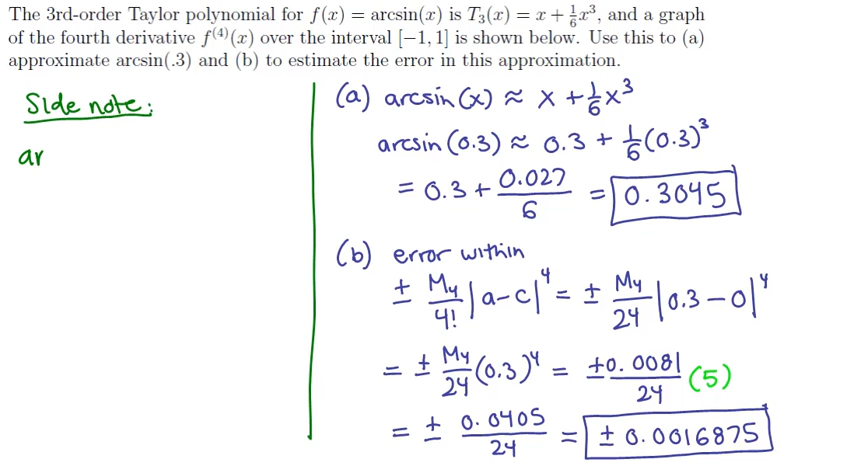 The 3rd-order Taylor polynomial for f(x) = arcsin(x) is T₃(x) = x + 1/6 x³, and a graph
of the fourth derivative f⁽⁴⁾(x) over the interval [−1, 1] is shown below. Use this to (a)
approximate arcsin(.3) and (b) to estimate the error in this approximation.
Side note:
ar
(a) arcsin(x) ≈ x + 1/6 x³
arcsin(0.3) ≈ 0.3 + 1/6 (0.3)³
= 0.3 + 0.027/6 = 0.3045
(b) error within
± M₄/4! |a−c|⁴ = ± M₄/24 |0.3−0|⁴
= ± M₄/24 (0.3)⁴ = ±0.0081/24 (5)
= ± 0.0405/24 = ± 0.0016875